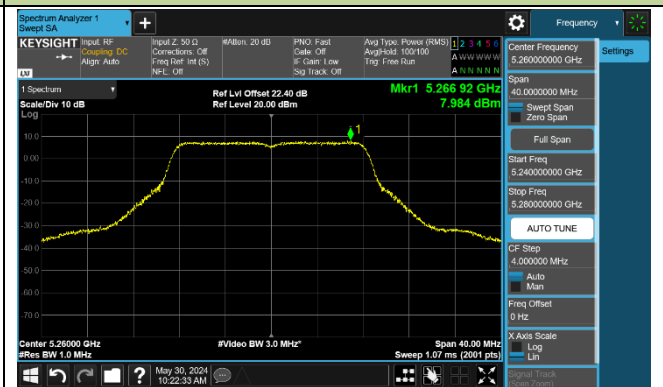 Spectrum Analyzer 1
Swept SA
+
Frequency
KEYSIGHT
Input: RF
Coupling: DC
Align: Auto
Input Z: 50 Ω
Corrections: Off
Freq Ref: Int (S)
NFE: Off
#Atten: 20 dB
PNO: Fast
Gate: Off
IF Gain: Low
Sig Track: Off
Avg Type: Power (RMS)
Avg|Hold: 100/100
Trig: Free Run
1 2 3 4 5 6
A W W W W W
A N N N N N
LXI
1 Spectrum
Scale/Div 10 dB
Log
Ref Lvl Offset 22.40 dB
Ref Level 20.00 dBm
Mkr1 5.266 92 GHz
7.984 dBm
1
10.0
0.00
-10.0
-20.0
-30.0
-40.0
-50.0
-60.0
-70.0
Center 5.26000 GHz
#Res BW 1.0 MHz
#Video BW 3.0 MHz*
Span 40.00 MHz
Sweep 1.07 ms (2001 pts)
Center Frequency
5.260000000 GHz
Settings
Span
40.0000000 MHz
Swept Span
Zero Span
Full Span
Start Freq
5.240000000 GHz
Stop Freq
5.280000000 GHz
AUTO TUNE
CF Step
4.000000 MHz
Auto
Man
Freq Offset
0 Hz
X Axis Scale
Log
Lin
Signal Track
(Span Zoom)
?
May 30, 2024
10:22:33 AM